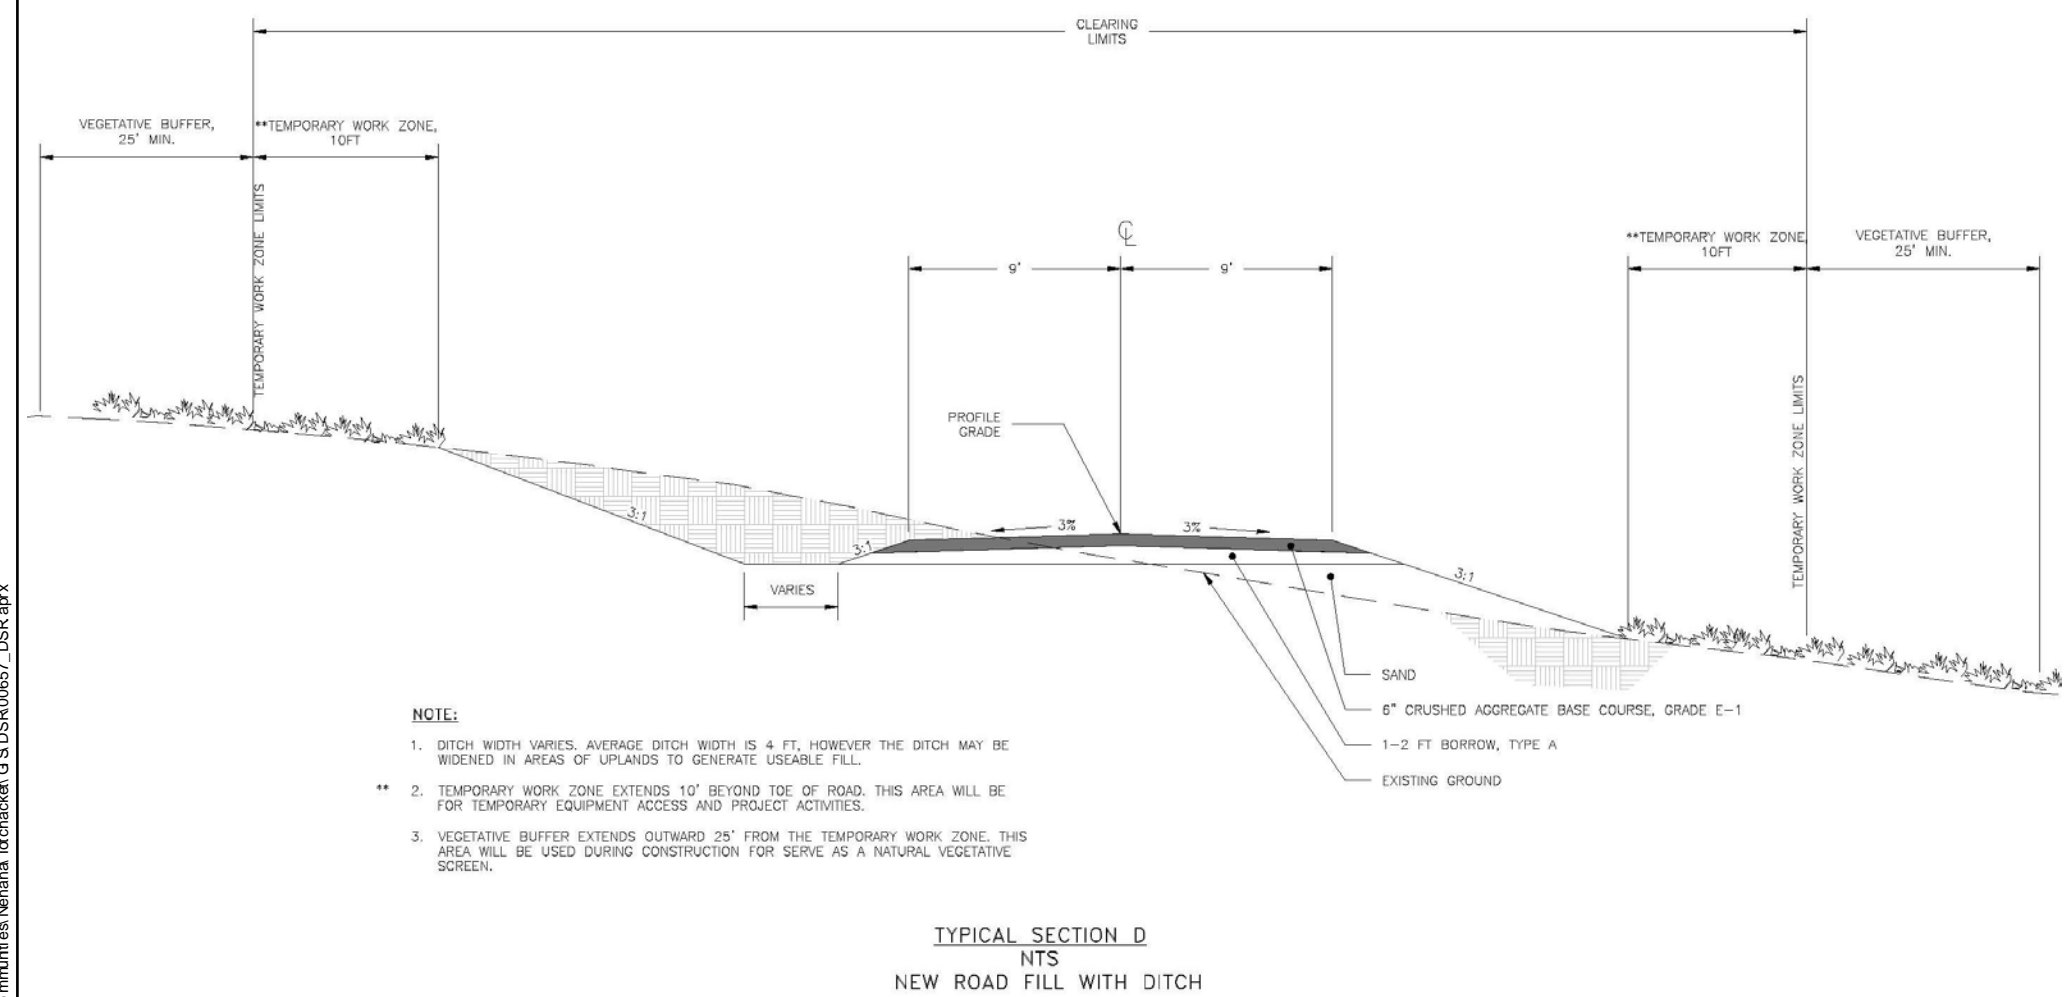 CLEARING
LIMITS
VEGETATIVE BUFFER,
25' MIN.
**TEMPORARY WORK ZONE,
10FT
TEMPORARY WORK ZONE LIMITS
℄
9'
9'
**TEMPORARY WORK ZONE,
10FT
VEGETATIVE BUFFER,
25' MIN.
TEMPORARY WORK ZONE LIMITS
PROFILE
GRADE
3%
3%
3:1
3:1
3:1
VARIES
SAND
6" CRUSHED AGGREGATE BASE COURSE, GRADE E-1
1-2 FT BORROW, TYPE A
EXISTING GROUND
NOTE:
1. DITCH WIDTH VARIES. AVERAGE DITCH WIDTH IS 4 FT, HOWEVER THE DITCH MAY BE
WIDENED IN AREAS OF UPLANDS TO GENERATE USEABLE FILL.
** 2. TEMPORARY WORK ZONE EXTENDS 10' BEYOND TOE OF ROAD. THIS AREA WILL BE
FOR TEMPORARY EQUIPMENT ACCESS AND PROJECT ACTIVITIES.
3. VEGETATIVE BUFFER EXTENDS OUTWARD 25' FROM THE TEMPORARY WORK ZONE. THIS
AREA WILL BE USED DURING CONSTRUCTION FOR SERVE AS A NATURAL VEGETATIVE
SCREEN.
TYPICAL SECTION D
NTS
NEW ROAD FILL WITH DITCH